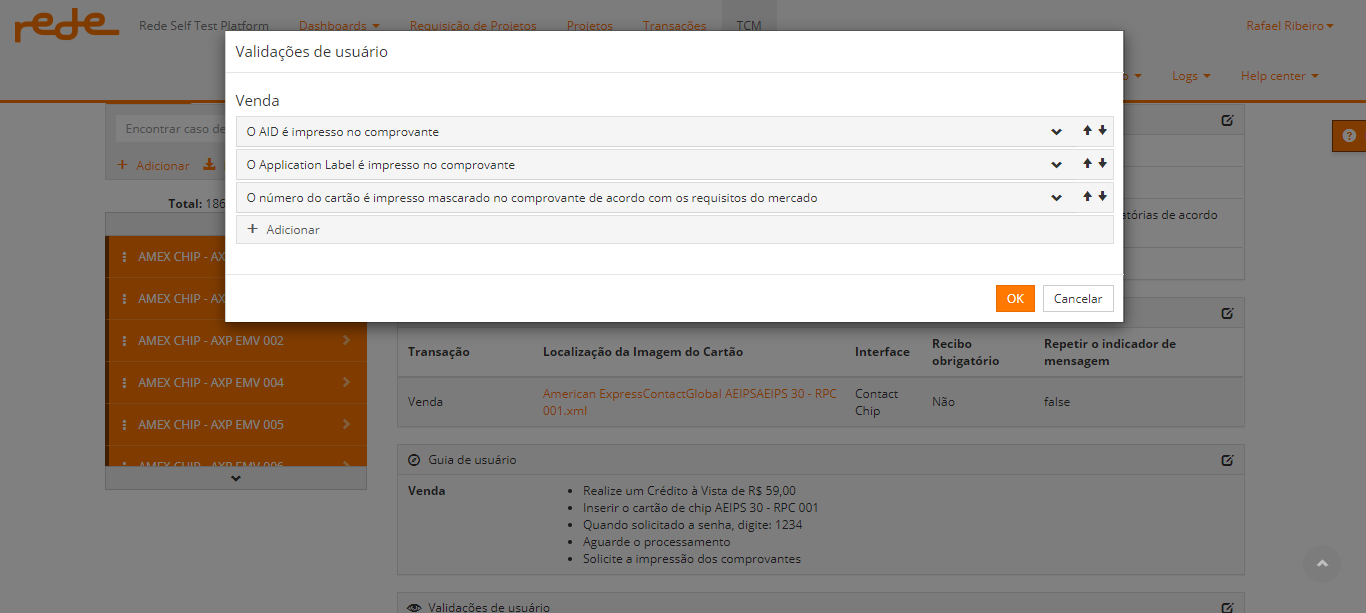 rede
Rede Self Test Platform
Dashboards
Requisição de Projetos
Projetos
Transações
TCM
Rafael Ribeiro
Logs
Help center
Validações de usuário
Venda
O AID é impresso no comprovante
O Application Label é impresso no comprovante
O número do cartão é impresso mascarado no comprovante de acordo com os requisitos do mercado
+ Adicionar
OK
Cancelar
Encontrar caso de
+ Adicionar
Total: 186
AMEX CHIP - AX
AMEX CHIP - AX
AMEX CHIP - AXP EMV 002
AMEX CHIP - AXP EMV 004
AMEX CHIP - AXP EMV 005
AMEX CHIP - AXP EMV 006
atórias de acordo
Transação
Localização da Imagem do Cartão
Interface
Recibo
obrigatório
Repetir o indicador de
mensagem
Venda
American ExpressContactGlobal AEIPSAEIPS 30 - RPC
001.xml
Contact
Chip
Não
false
Guia de usuário
Venda
• Realize um Crédito à Vista de R$ 59,00
• Inserir o cartão de chip AEIPS 30 - RPC 001
• Quando solicitado a senha, digite: 1234
• Aguarde o processamento
• Solicite a impressão dos comprovantes
Validações de usuário